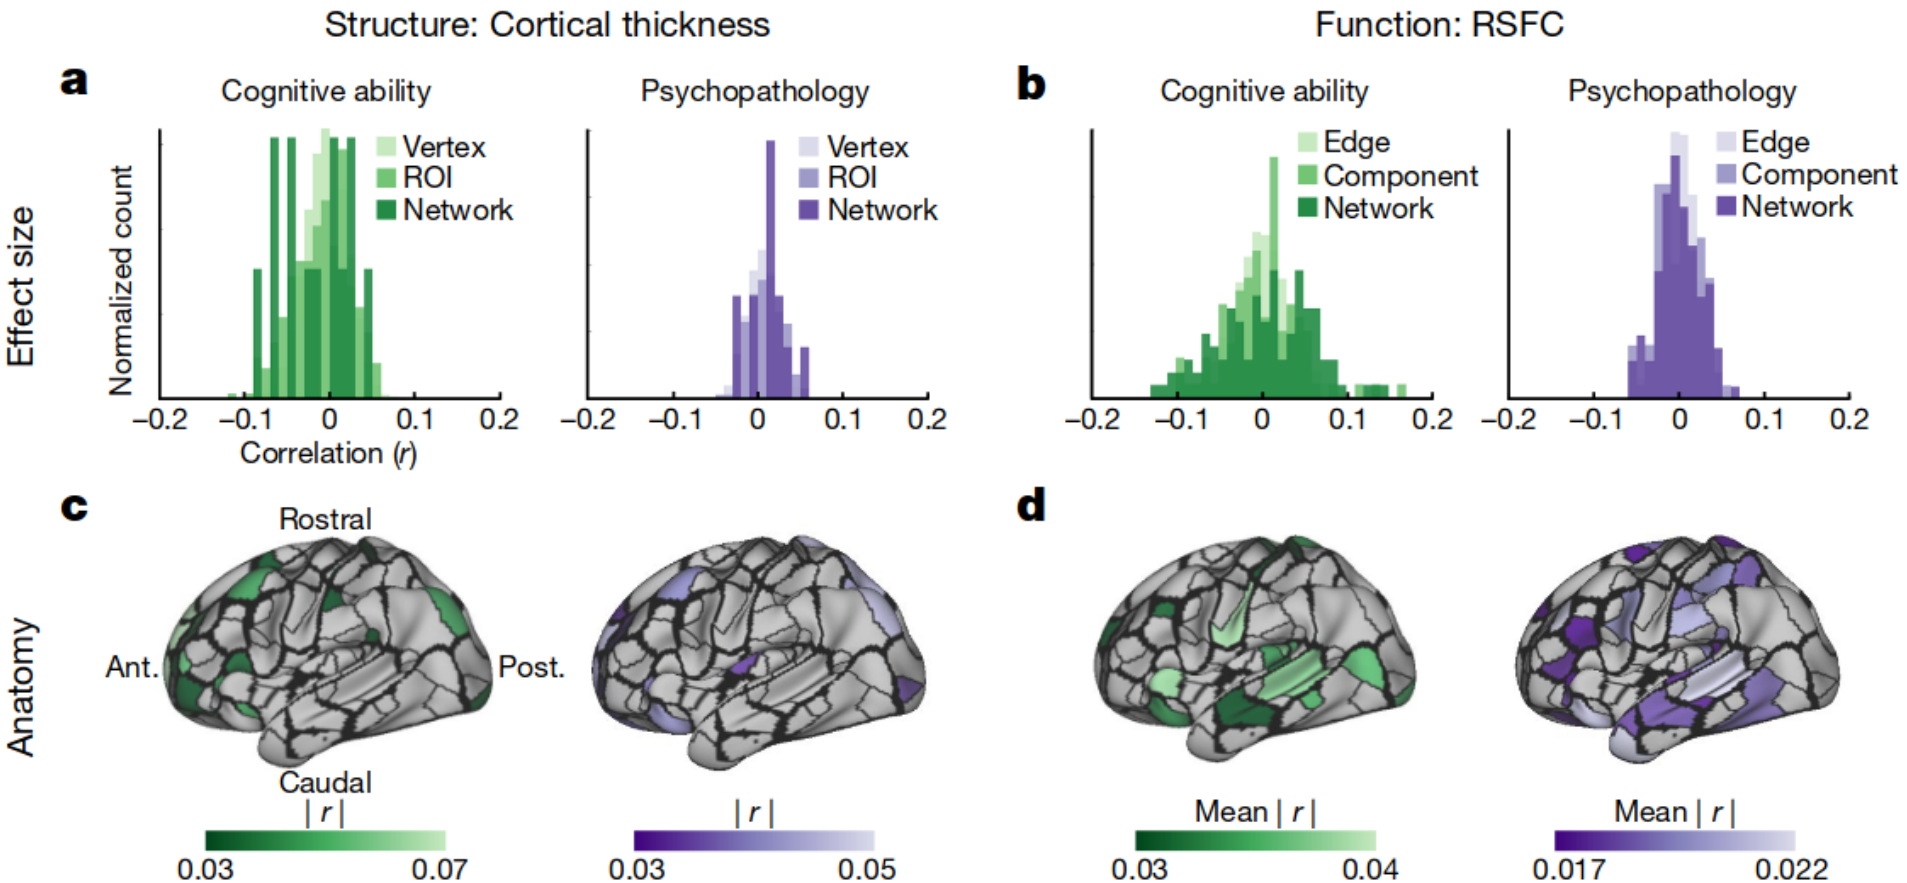 Structure: Cortical thickness
Function: RSFC
a
Cognitive ability
Psychopathology
b
Cognitive ability
Psychopathology
Effect size
Normalized count
Vertex
ROI
Network
Vertex
ROI
Network
Edge
Component
Network
Edge
Component
Network
−0.2 −0.1 0 0.1 0.2
−0.2 −0.1 0 0.1 0.2
−0.2 −0.1 0 0.1 0.2
−0.2 −0.1 0 0.1 0.2
Correlation (r)
c
d
Anatomy
Rostral
Ant.
Post.
Caudal
| r |
0.03 0.07
| r |
0.03 0.05
Mean | r |
0.03 0.04
Mean | r |
0.017 0.022